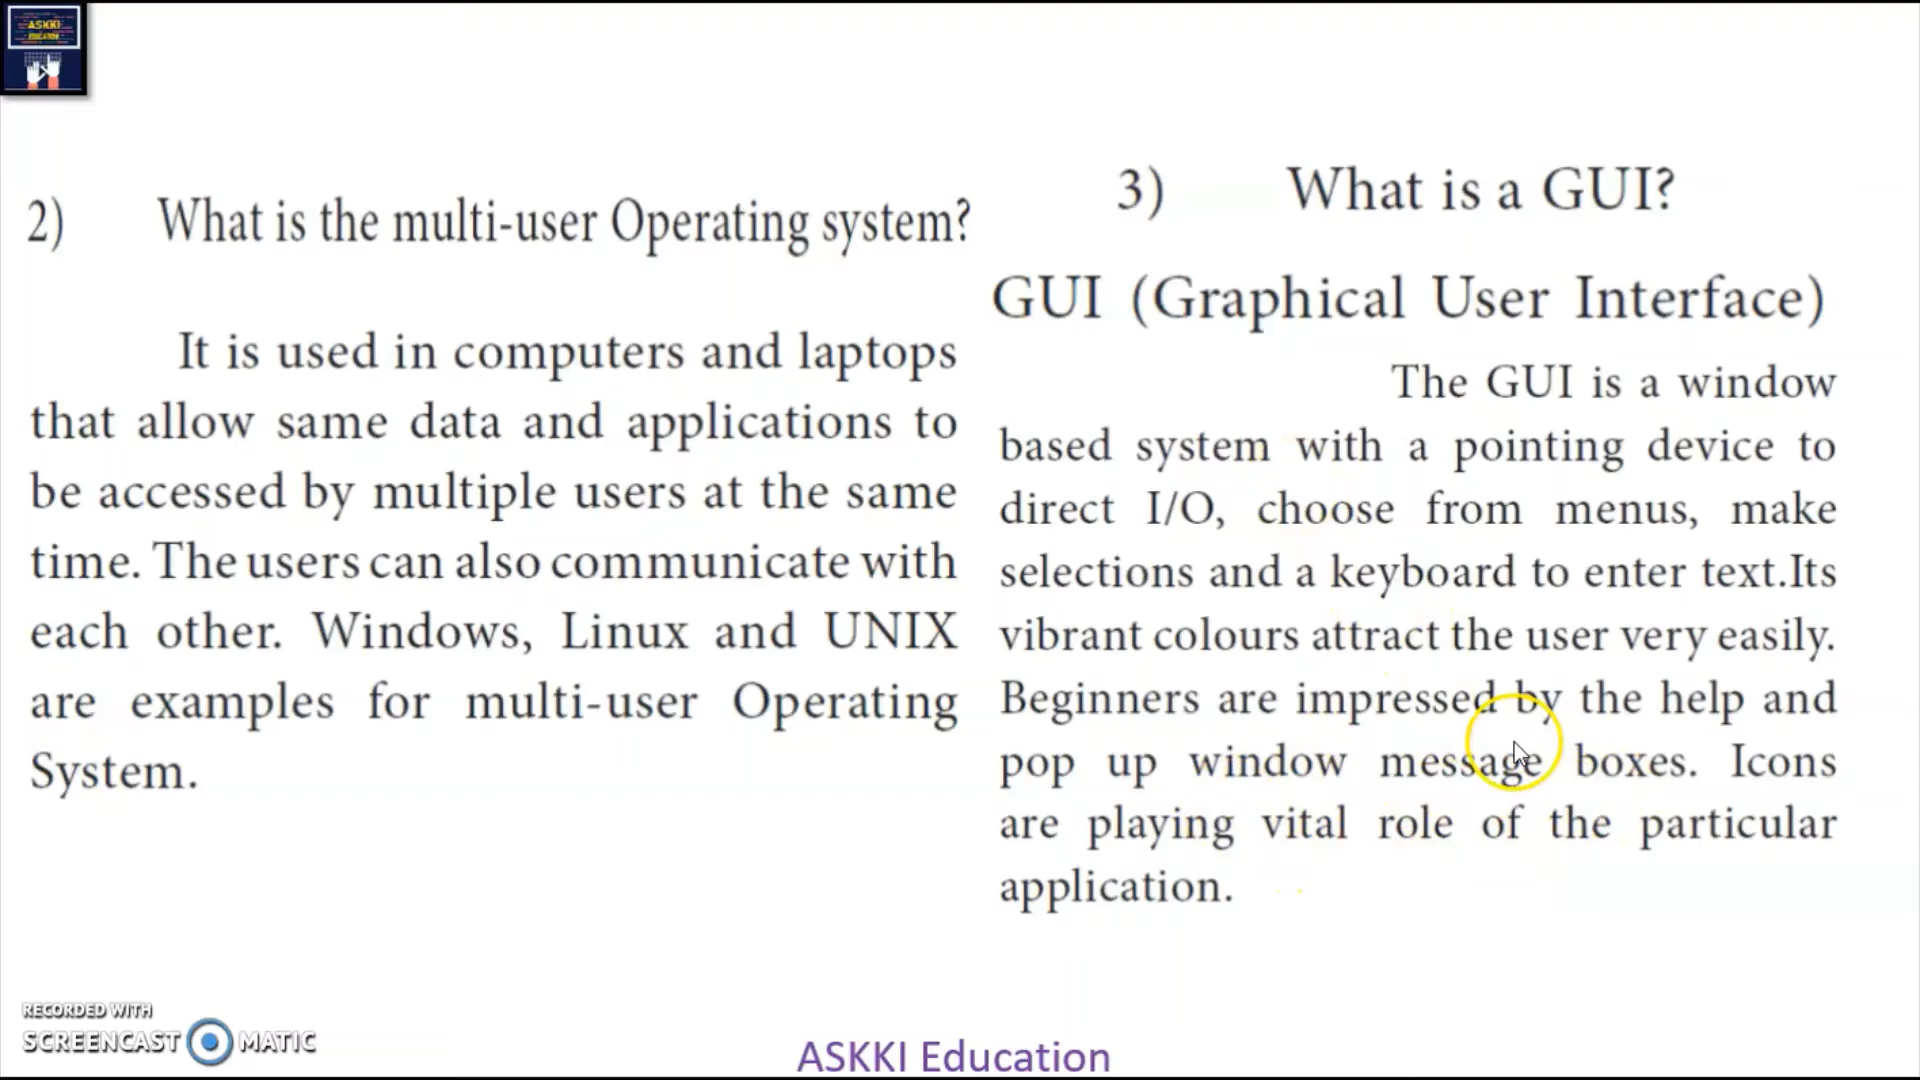 ASKKI
EDUCATION
2) What is the multi-user Operating system?
It is used in computers and laptops
that allow same data and applications to
be accessed by multiple users at the same
time. The users can also communicate with
each other. Windows, Linux and UNIX
are examples for multi-user Operating
System.
3) What is a GUI?
GUI (Graphical User Interface)
The GUI is a window
based system with a pointing device to
direct I/O, choose from menus, make
selections and a keyboard to enter text.Its
vibrant colours attract the user very easily.
Beginners are impressed by the help and
pop up window message boxes. Icons
are playing vital role of the particular
application.
RECORDED WITH
SCREENCAST MATIC
ASKKI Education